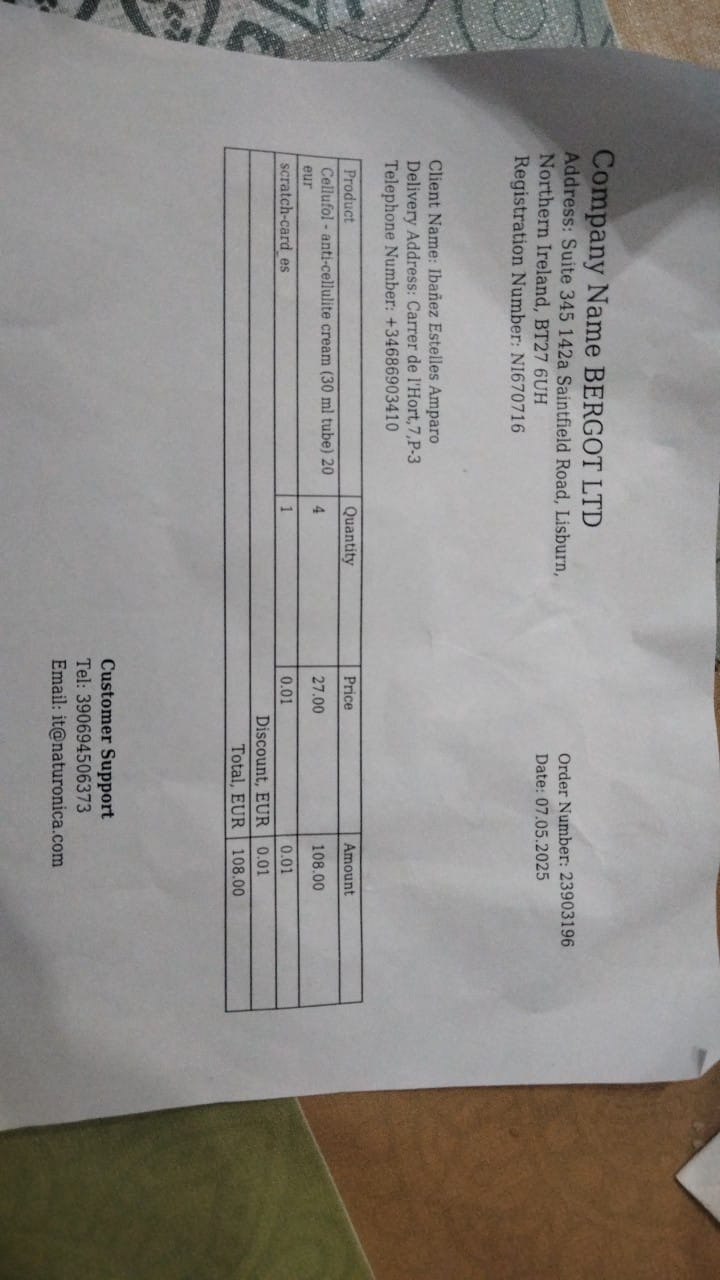 Company Name BERGOT LTD
Address: Suite 345 142a Saintfield Road, Lisburn,
Northern Ireland, BT27 6UH
Registration Number: NI670716
Order Number: 23903196
Date: 07.05.2025
Client Name: Ibañez Estelles Amparo
Delivery Address: Carrer de l'Hort,7,P-3
Telephone Number: +34686903410
Product Quantity Price Amount
Cellufol - anti-cellulite cream (30 ml tube) 20 4 27.00 108.00
eur
scratch-card_es 1 0.01 0.01
Discount, EUR 0.01
Total, EUR 108.00
Customer Support
Tel: 390694506373
Email: it@naturonica.com